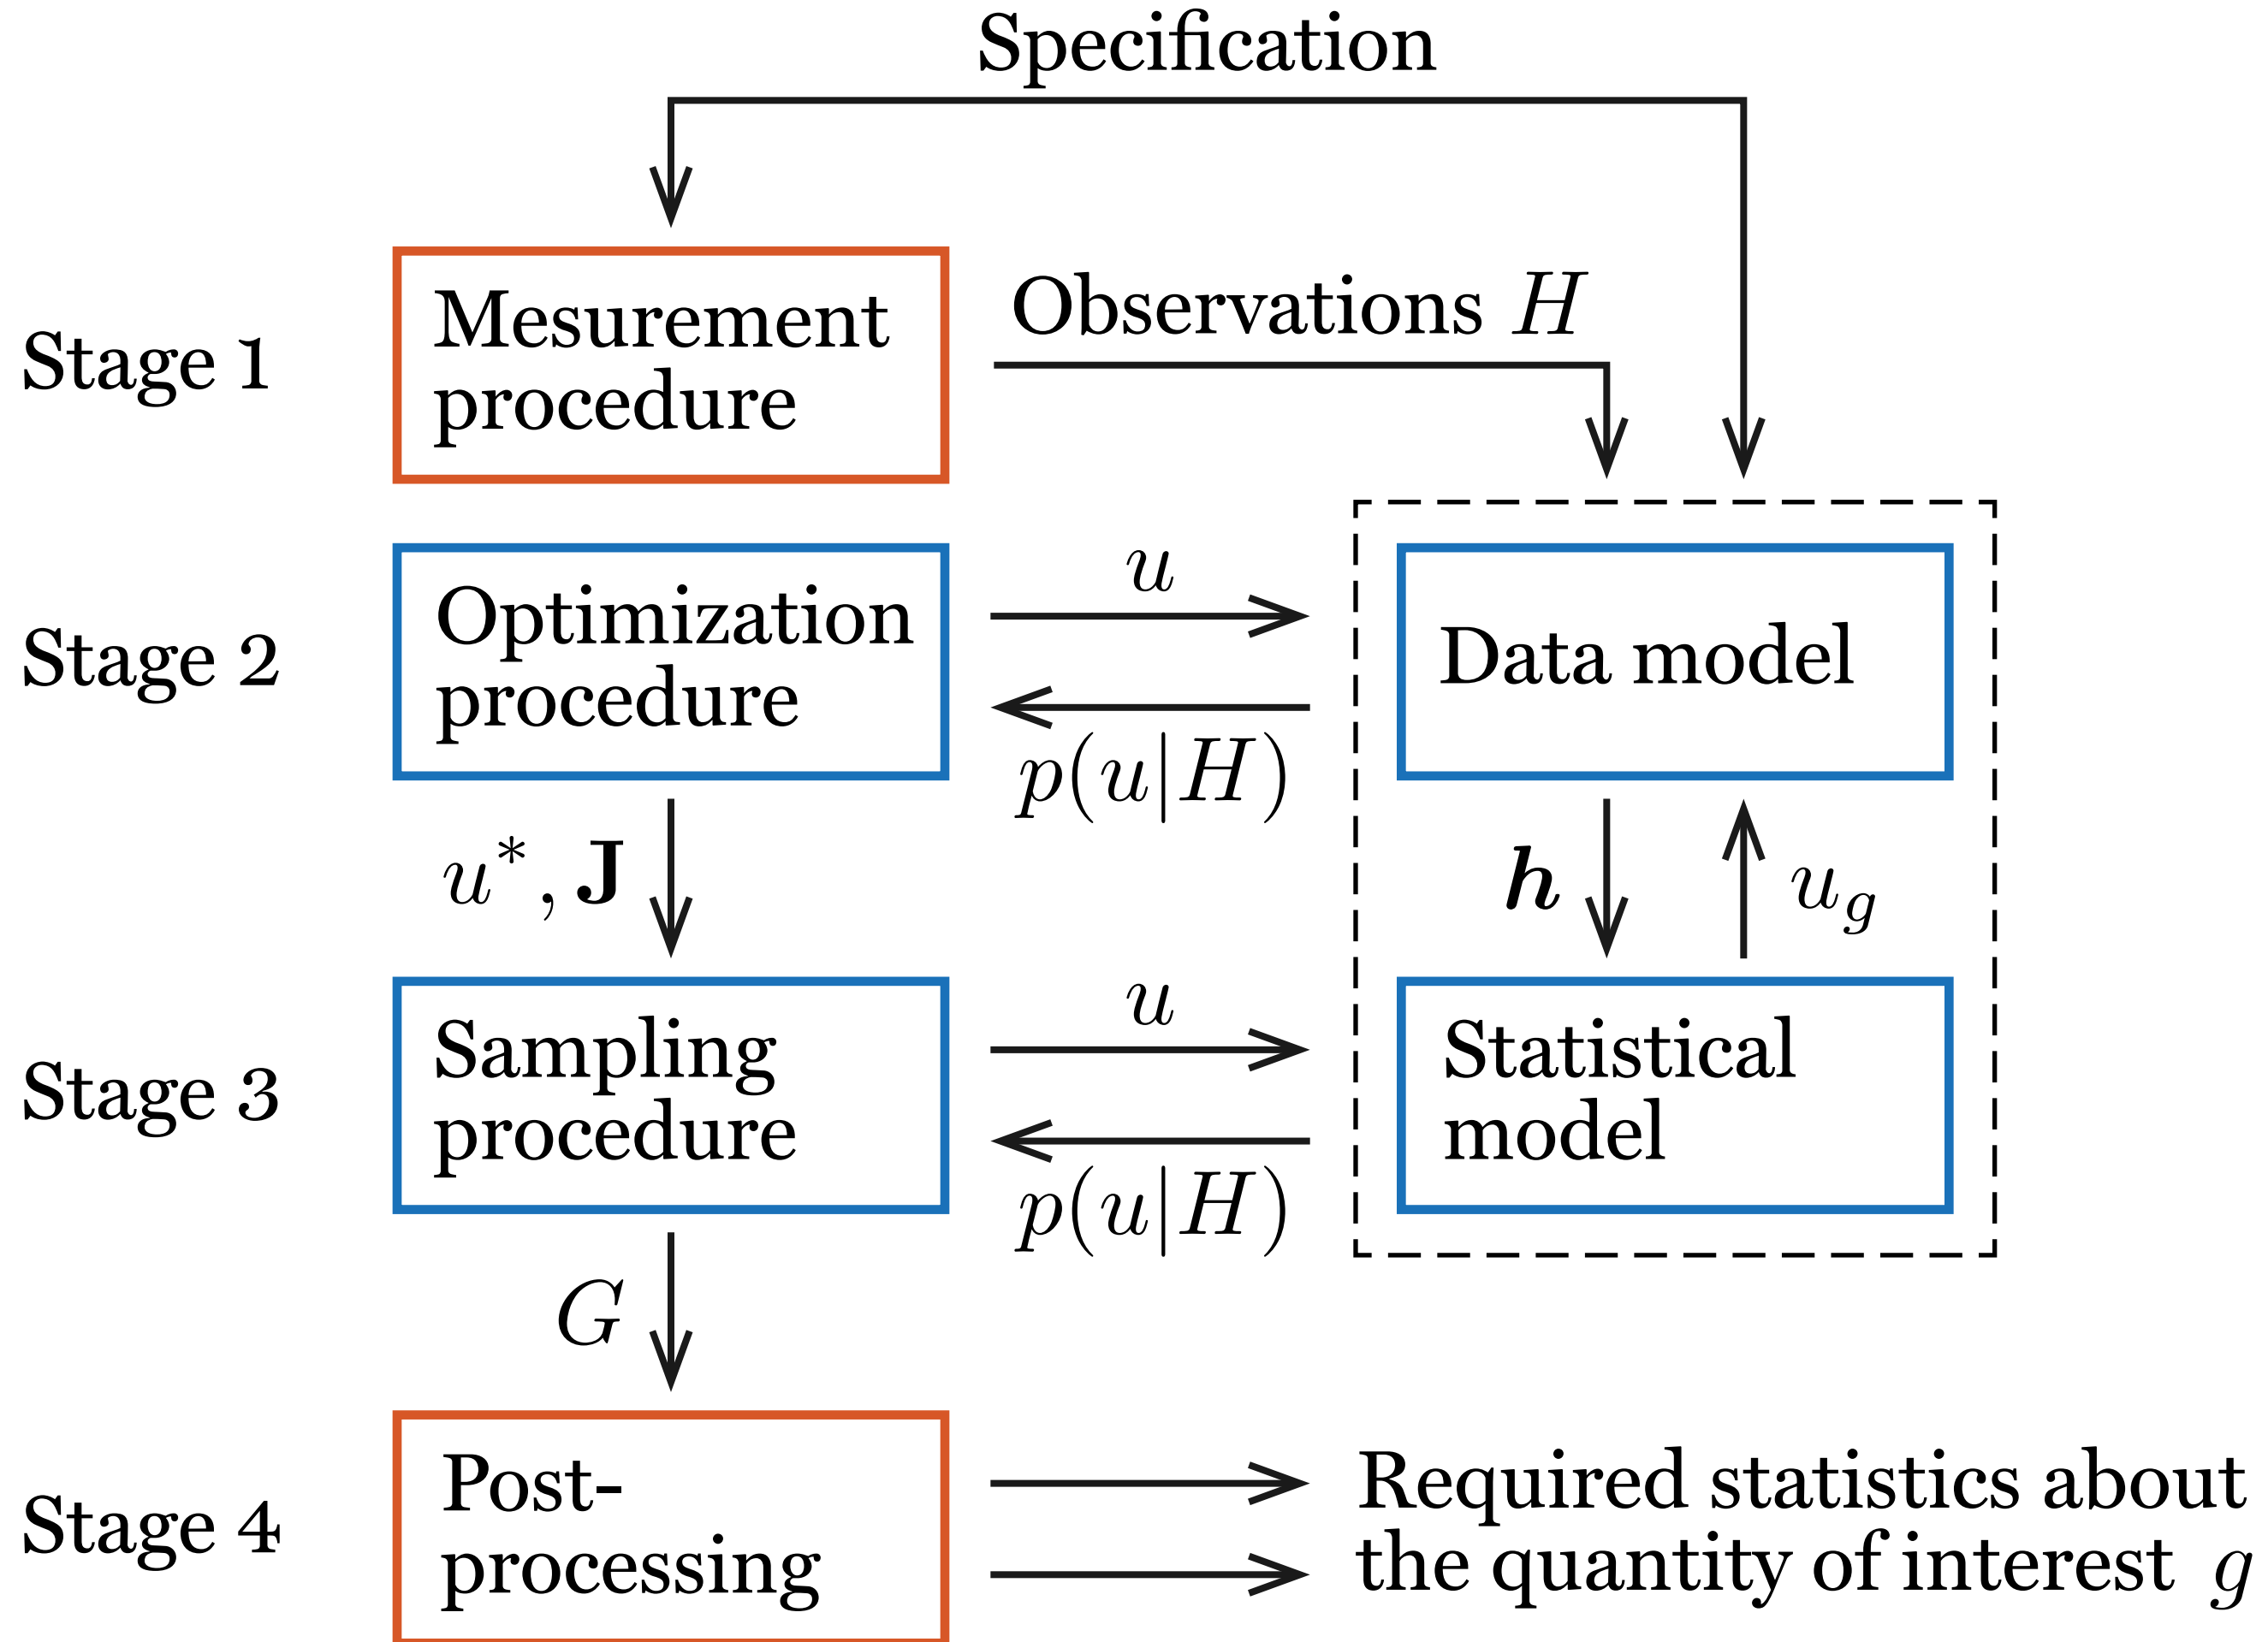 Specification
Stage 1
Mesurement
procedure
Observations H
Stage 2
Optimization
procedure
u
p(u|H)
Data model
u*, J
h
u_g
Stage 3
Sampling
procedure
u
p(u|H)
Statistical
model
G
Stage 4
Post-
processing
Required statistics about
the quantity of interest g